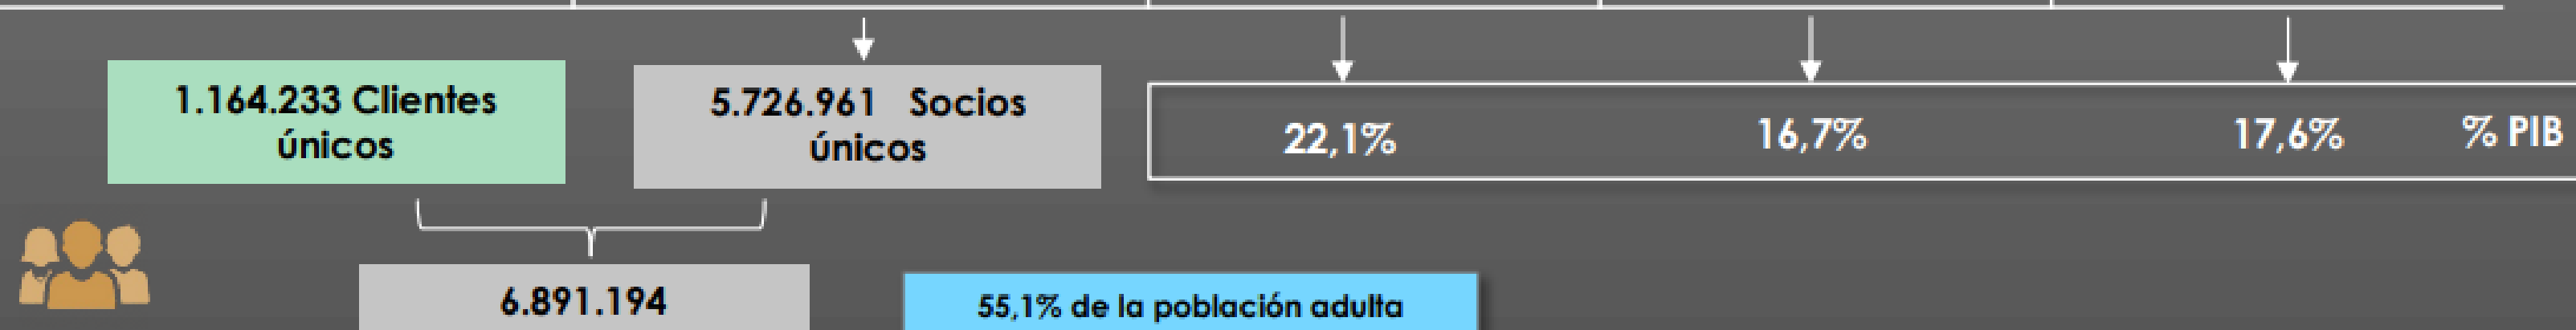 1.164.233 Clientes
únicos
5.726.961 Socios
únicos
22,1% 16,7% 17,6% % PIB
6.891.194
55,1% de la población adulta